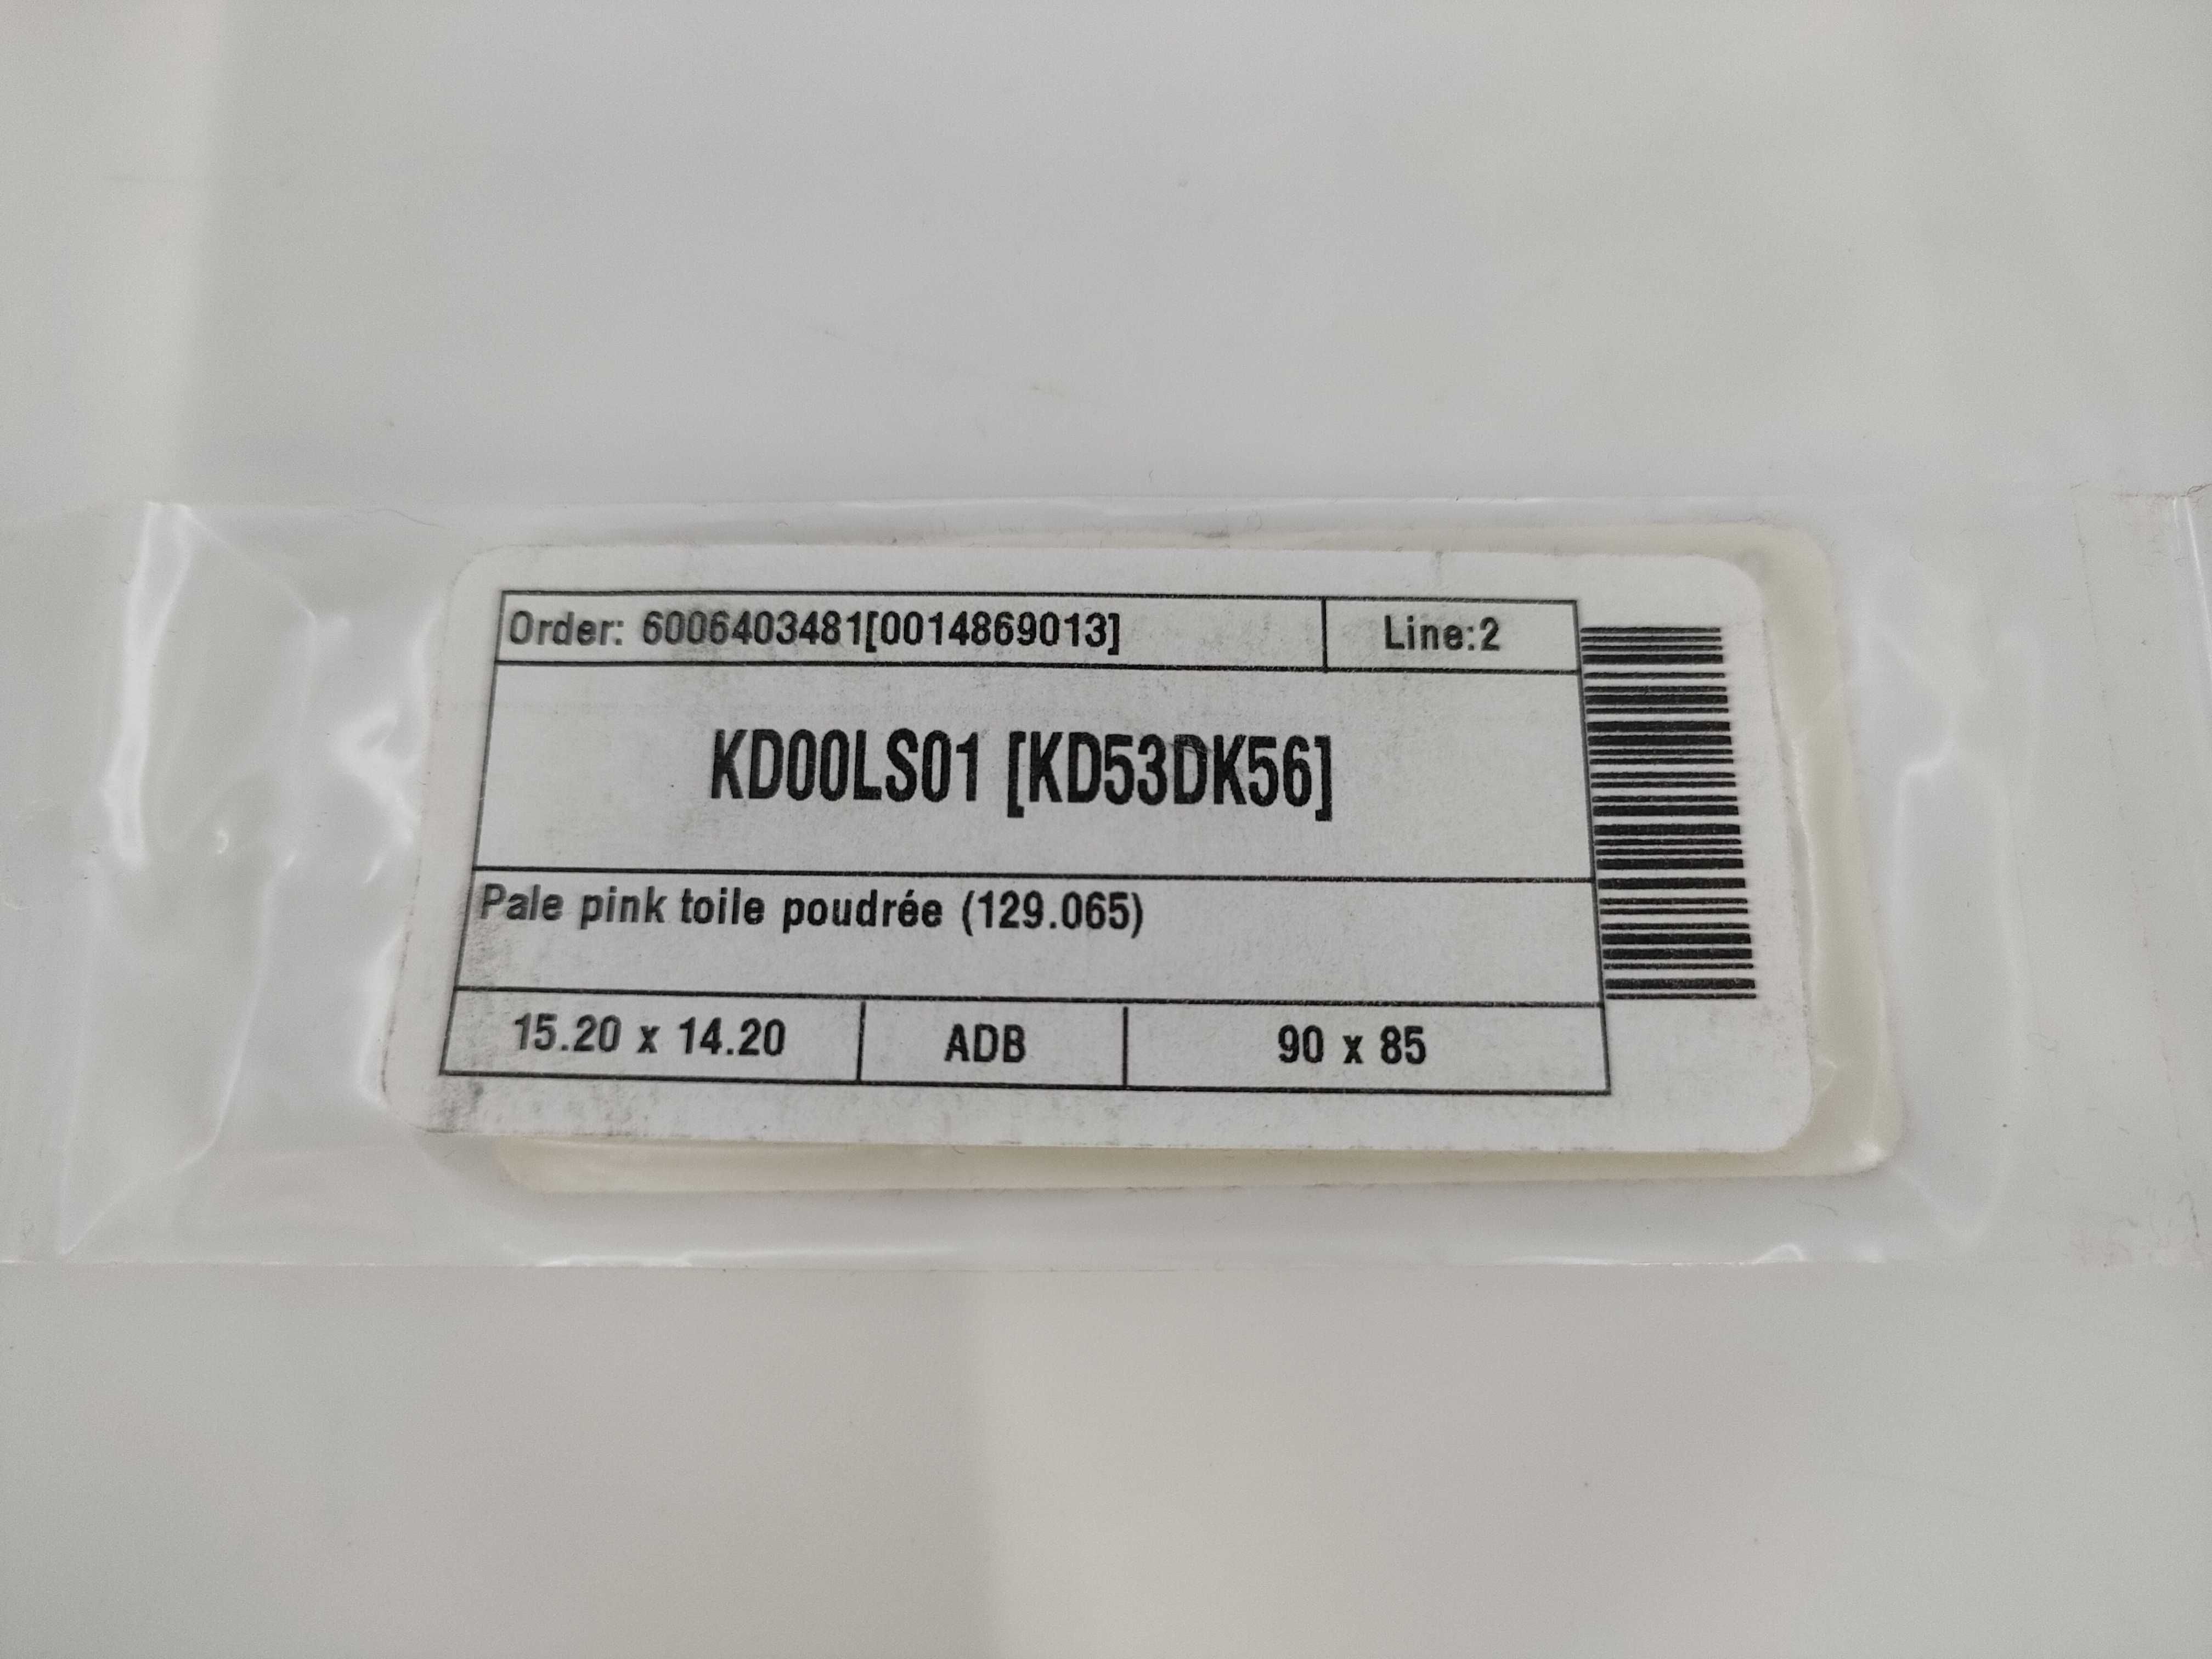 Order: 6006403481[0014869013] Line:2
KD00LS01 [KD53DK56]
Pale pink toile poudrée (129.065)
15.20 x 14.20 ADB 90 x 85